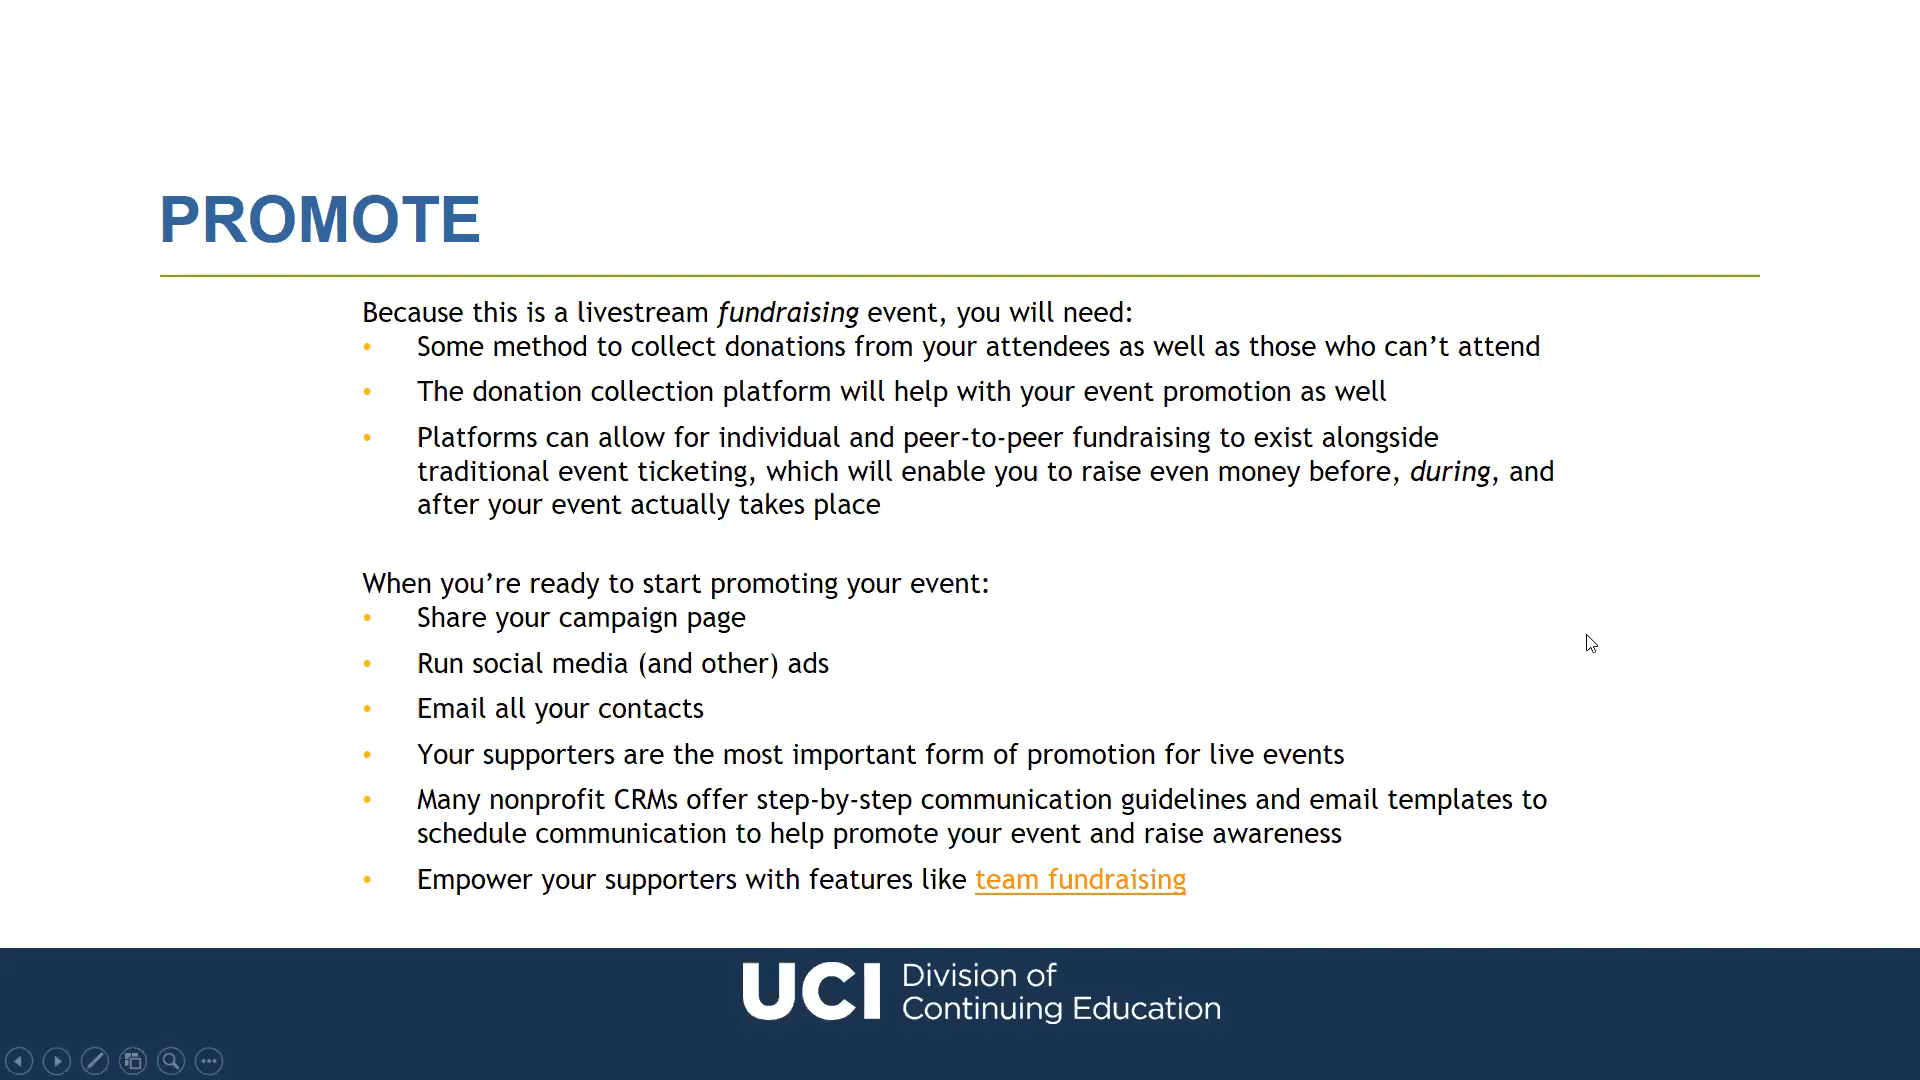 PROMOTE
Because this is a livestream fundraising event, you will need:
• Some method to collect donations from your attendees as well as those who can’t attend
• The donation collection platform will help with your event promotion as well
• Platforms can allow for individual and peer-to-peer fundraising to exist alongside
traditional event ticketing, which will enable you to raise even money before, during, and
after your event actually takes place
When you’re ready to start promoting your event:
• Share your campaign page
• Run social media (and other) ads
• Email all your contacts
• Your supporters are the most important form of promotion for live events
• Many nonprofit CRMs offer step-by-step communication guidelines and email templates to
schedule communication to help promote your event and raise awareness
• Empower your supporters with features like team fundraising
UCI Division of
Continuing Education